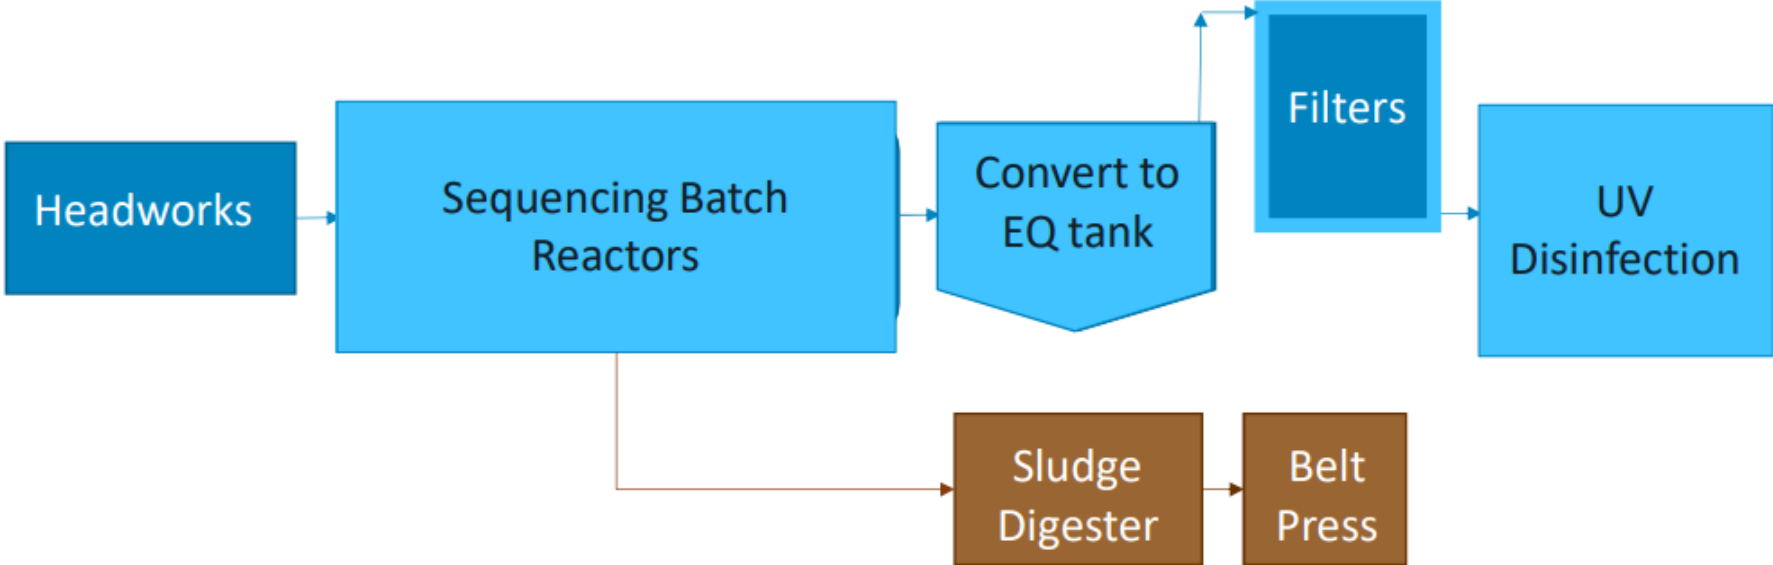 Headworks
Sequencing Batch
Reactors
Convert to
EQ tank
Filters
UV
Disinfection
Sludge
Digester
Belt
Press